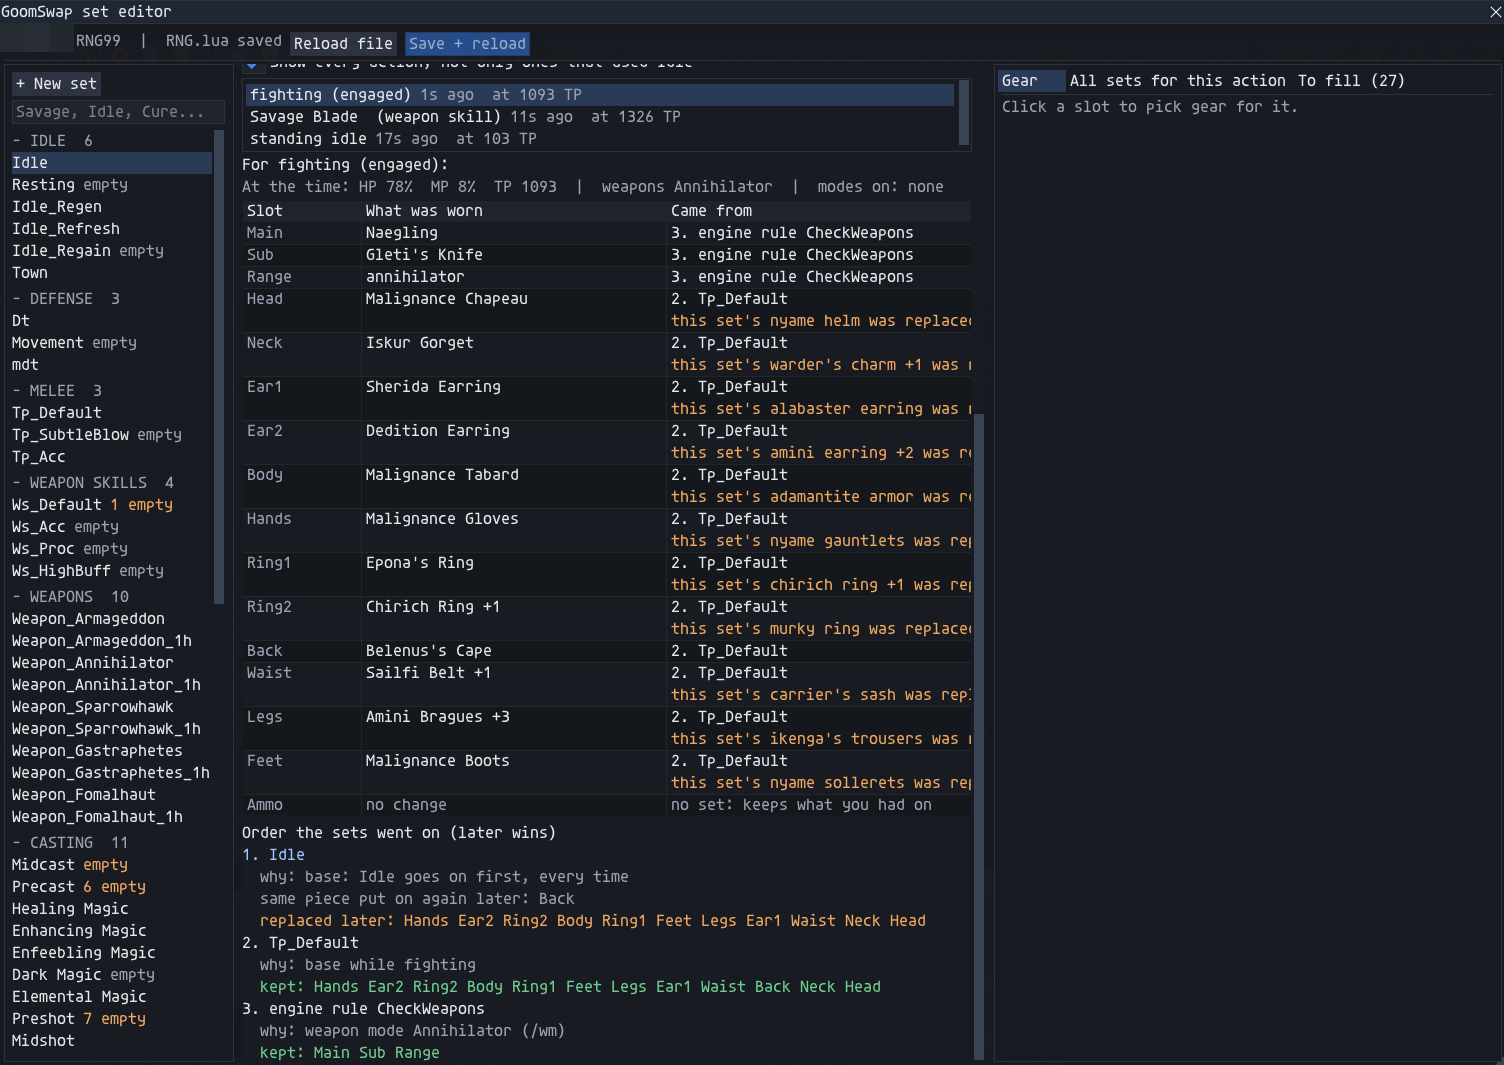 GoomSwap set editor
RNG99 | RNG.lua saved Reload file Save + reload
+ New set
Savage, Idle, Cure...
- IDLE 6
Idle
Resting empty
Idle_Regen
Idle_Refresh
Idle_Regain empty
Town
- DEFENSE 3
Dt
Movement empty
mdt
- MELEE 3
Tp_Default
Tp_SubtleBlow empty
Tp_Acc
- WEAPON SKILLS 4
Ws_Default 1 empty
Ws_Acc empty
Ws_Proc empty
Ws_HighBuff empty
- WEAPONS 10
Weapon_Armageddon
Weapon_Armageddon_1h
Weapon_Annihilator
Weapon_Annihilator_1h
Weapon_Sparrowhawk
Weapon_Sparrowhawk_1h
Weapon_Gastraphetes
Weapon_Gastraphetes_1h
Weapon_Fomalhaut
Weapon_Fomalhaut_1h
- CASTING 11
Midcast empty
Precast 6 empty
Healing Magic
Enhancing Magic
Enfeebling Magic
Dark Magic empty
Elemental Magic
Preshot 7 empty
Midshot
Show every action, not only ones that used Idle
fighting (engaged) 1s ago at 1093 TP
Savage Blade (weapon skill) 11s ago at 1326 TP
standing idle 17s ago at 103 TP
For fighting (engaged):
At the time: HP 78% MP 8% TP 1093 | weapons Annihilator | modes on: none
Slot What was worn Came from
Main Naegling 3. engine rule CheckWeapons
Sub Gleti's Knife 3. engine rule CheckWeapons
Range annihilator 3. engine rule CheckWeapons
Head Malignance Chapeau 2. Tp_Default
this set's nyame helm was replaced
Neck Iskur Gorget 2. Tp_Default
this set's warder's charm +1 was
Ear1 Sherida Earring 2. Tp_Default
this set's alabaster earring was
Ear2 Dedition Earring 2. Tp_Default
this set's amini earring +2 was re
Body Malignance Tabard 2. Tp_Default
this set's adamantite armor was re
Hands Malignance Gloves 2. Tp_Default
this set's nyame gauntlets was rep
Ring1 Epona's Ring 2. Tp_Default
this set's chirich ring +1 was rep
Ring2 Chirich Ring +1 2. Tp_Default
this set's murky ring was replaced
Back Belenus's Cape 2. Tp_Default
Waist Sailfi Belt +1 2. Tp_Default
this set's carrier's sash was repl
Legs Amini Bragues +3 2. Tp_Default
this set's ikenga's trousers was
Feet Malignance Boots 2. Tp_Default
this set's nyame sollerets was rep
Ammo no change no set: keeps what you had on
Order the sets went on (later wins)
1. Idle
why: base: Idle goes on first, every time
same piece put on again later: Back
replaced later: Hands Ear2 Ring2 Body Ring1 Feet Legs Ear1 Waist Neck Head
2. Tp_Default
why: base while fighting
kept: Hands Ear2 Ring2 Body Ring1 Feet Legs Ear1 Waist Back Neck Head
3. engine rule CheckWeapons
why: weapon mode Annihilator (/wm)
kept: Main Sub Range
Gear All sets for this action To fill (27)
Click a slot to pick gear for it.